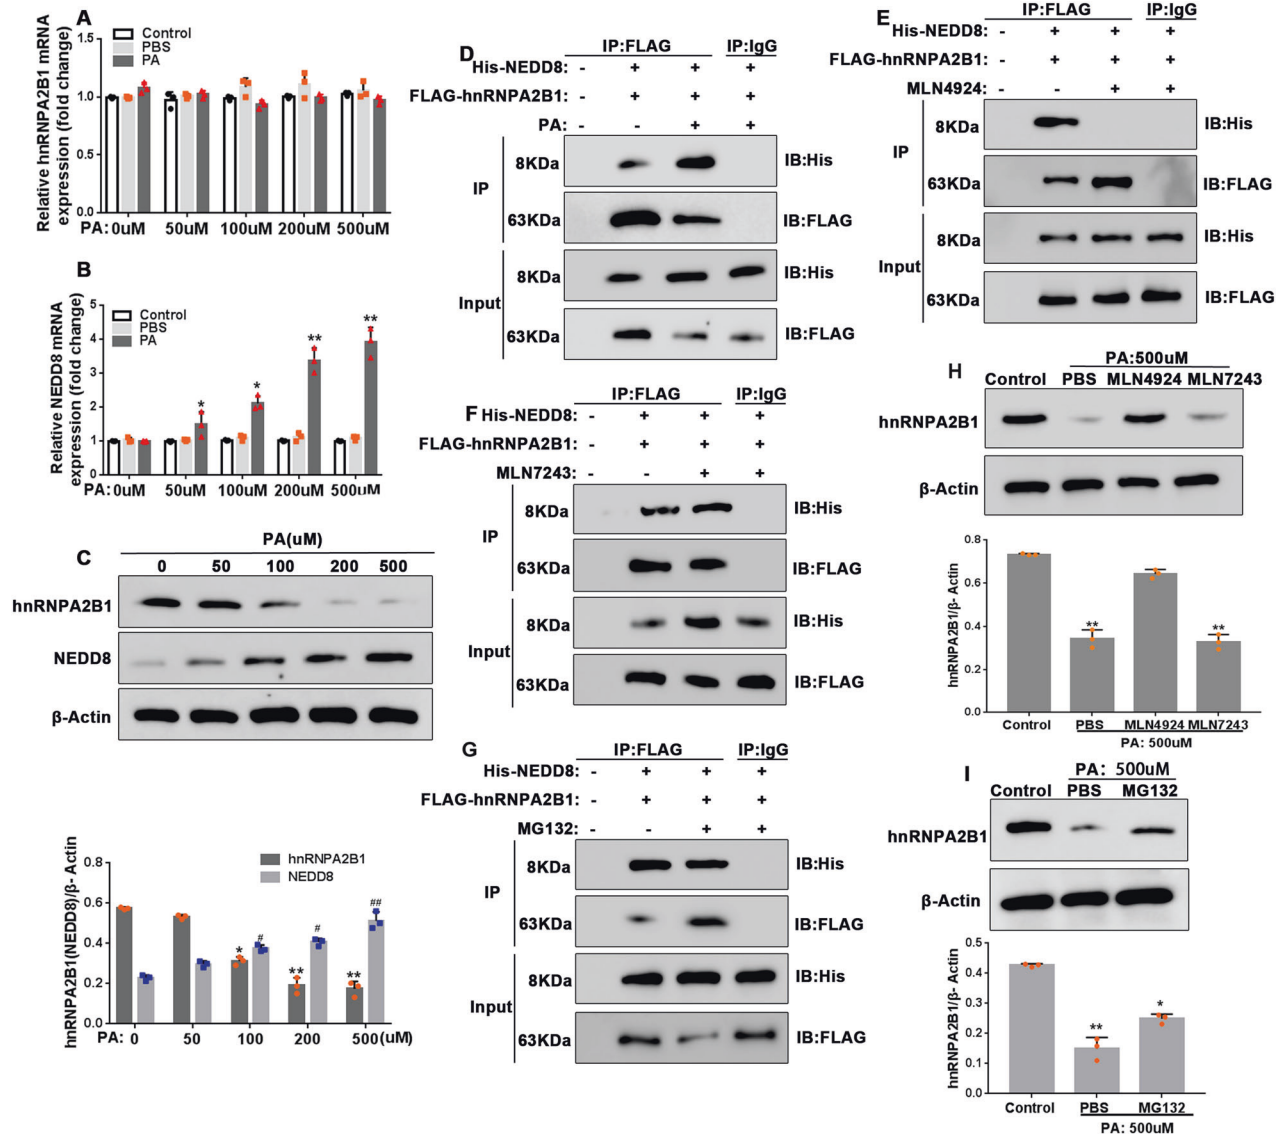 A
Relative hnRNPA2B1 mRNA
expression (fold change)
1.5
1.0
0.5
0.0
Control
PBS
PA
PA: 0uM 50uM 100uM 200uM 500uM
B
Relative NEDD8 mRNA
expression (fold change)
5
4
3
2
1
0
Control
PBS
PA
* * ** **
PA: 0uM 50uM 100uM 200uM 500uM
C
PA(uM)
0 50 100 200 500
hnRNPA2B1
NEDD8
β-Actin
hnRNPA2B1(NEDD8)/β- Actin
0.8
0.6
0.4
0.2
0.0
hnRNPA2B1
NEDD8
* # ** # ** ##
PA: 0 50 100 200 500(uM)
D
IP:FLAG IP:IgG
His-NEDD8: - + + +
FLAG-hnRNPA2B1: - + + +
PA: - - + +
IP
8KDa IB:His
63KDa IB:FLAG
Input
8KDa IB:His
63KDa IB:FLAG
F
IP:FLAG IP:IgG
His-NEDD8: - + + +
FLAG-hnRNPA2B1: - + + +
MLN7243: - - + +
IP
8KDa IB:His
63KDa IB:FLAG
Input
8KDa IB:His
63KDa IB:FLAG
G
IP:FLAG IP:IgG
His-NEDD8: - + + +
FLAG-hnRNPA2B1: - + + +
MG132: - - + +
IP
8KDa IB:His
63KDa IB:FLAG
Input
8KDa IB:His
63KDa IB:FLAG
E
IP:FLAG IP:IgG
His-NEDD8: - + + +
FLAG-hnRNPA2B1: - + + +
MLN4924: - - + +
IP
8KDa IB:His
63KDa IB:FLAG
Input
8KDa IB:His
63KDa IB:FLAG
H
PA:500uM
Control PBS MLN4924 MLN7243
hnRNPA2B1
β-Actin
hnRNPA2B1/β- Actin
0.8
0.6
0.4
0.2
0.0
** **
Control PBS MLN4924 MLN7243
PA: 500uM
I
PA: 500uM
Control PBS MG132
hnRNPA2B1
β-Actin
hnRNPA2B1/β- Actin
0.5
0.4
0.3
0.2
0.1
0.0
** *
Control PBS MG132
PA: 500uM